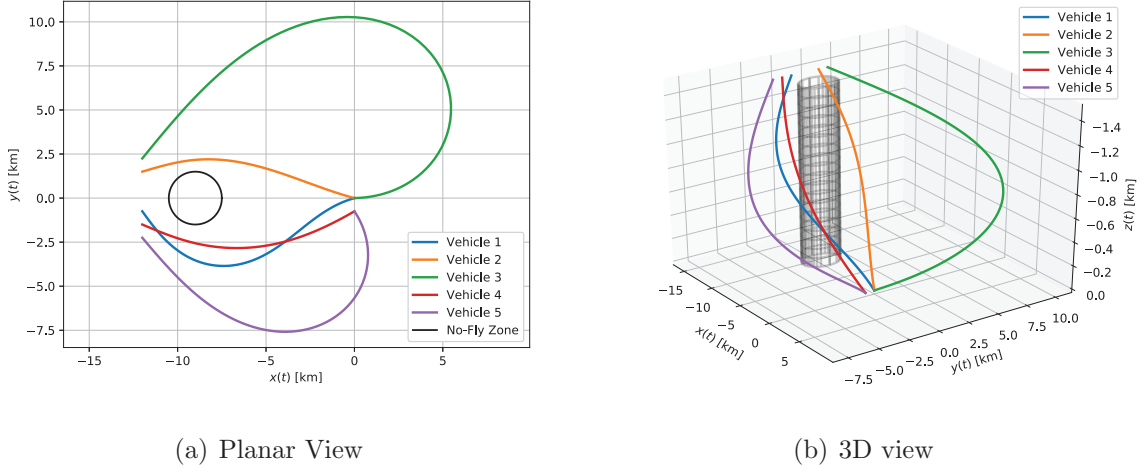 10.0
7.5
5.0
2.5
0.0
−2.5
−5.0
−7.5
y(t) [km]
−15
−10
−5
0
5
x(t) [km]
Vehicle 1
Vehicle 2
Vehicle 3
Vehicle 4
Vehicle 5
No-Fly Zone
(a) Planar View
Vehicle 1
Vehicle 2
Vehicle 3
Vehicle 4
Vehicle 5
−1.4
−1.2
−1.0
−0.8
−0.6
−0.4
−0.2
0.0
z(t) [km]
−15
−10
−5
0
5
x(t) [km]
−7.5
−5.0
−2.5
0.0
2.5
5.0
7.5
10.0
y(t) [km]
(b) 3D view